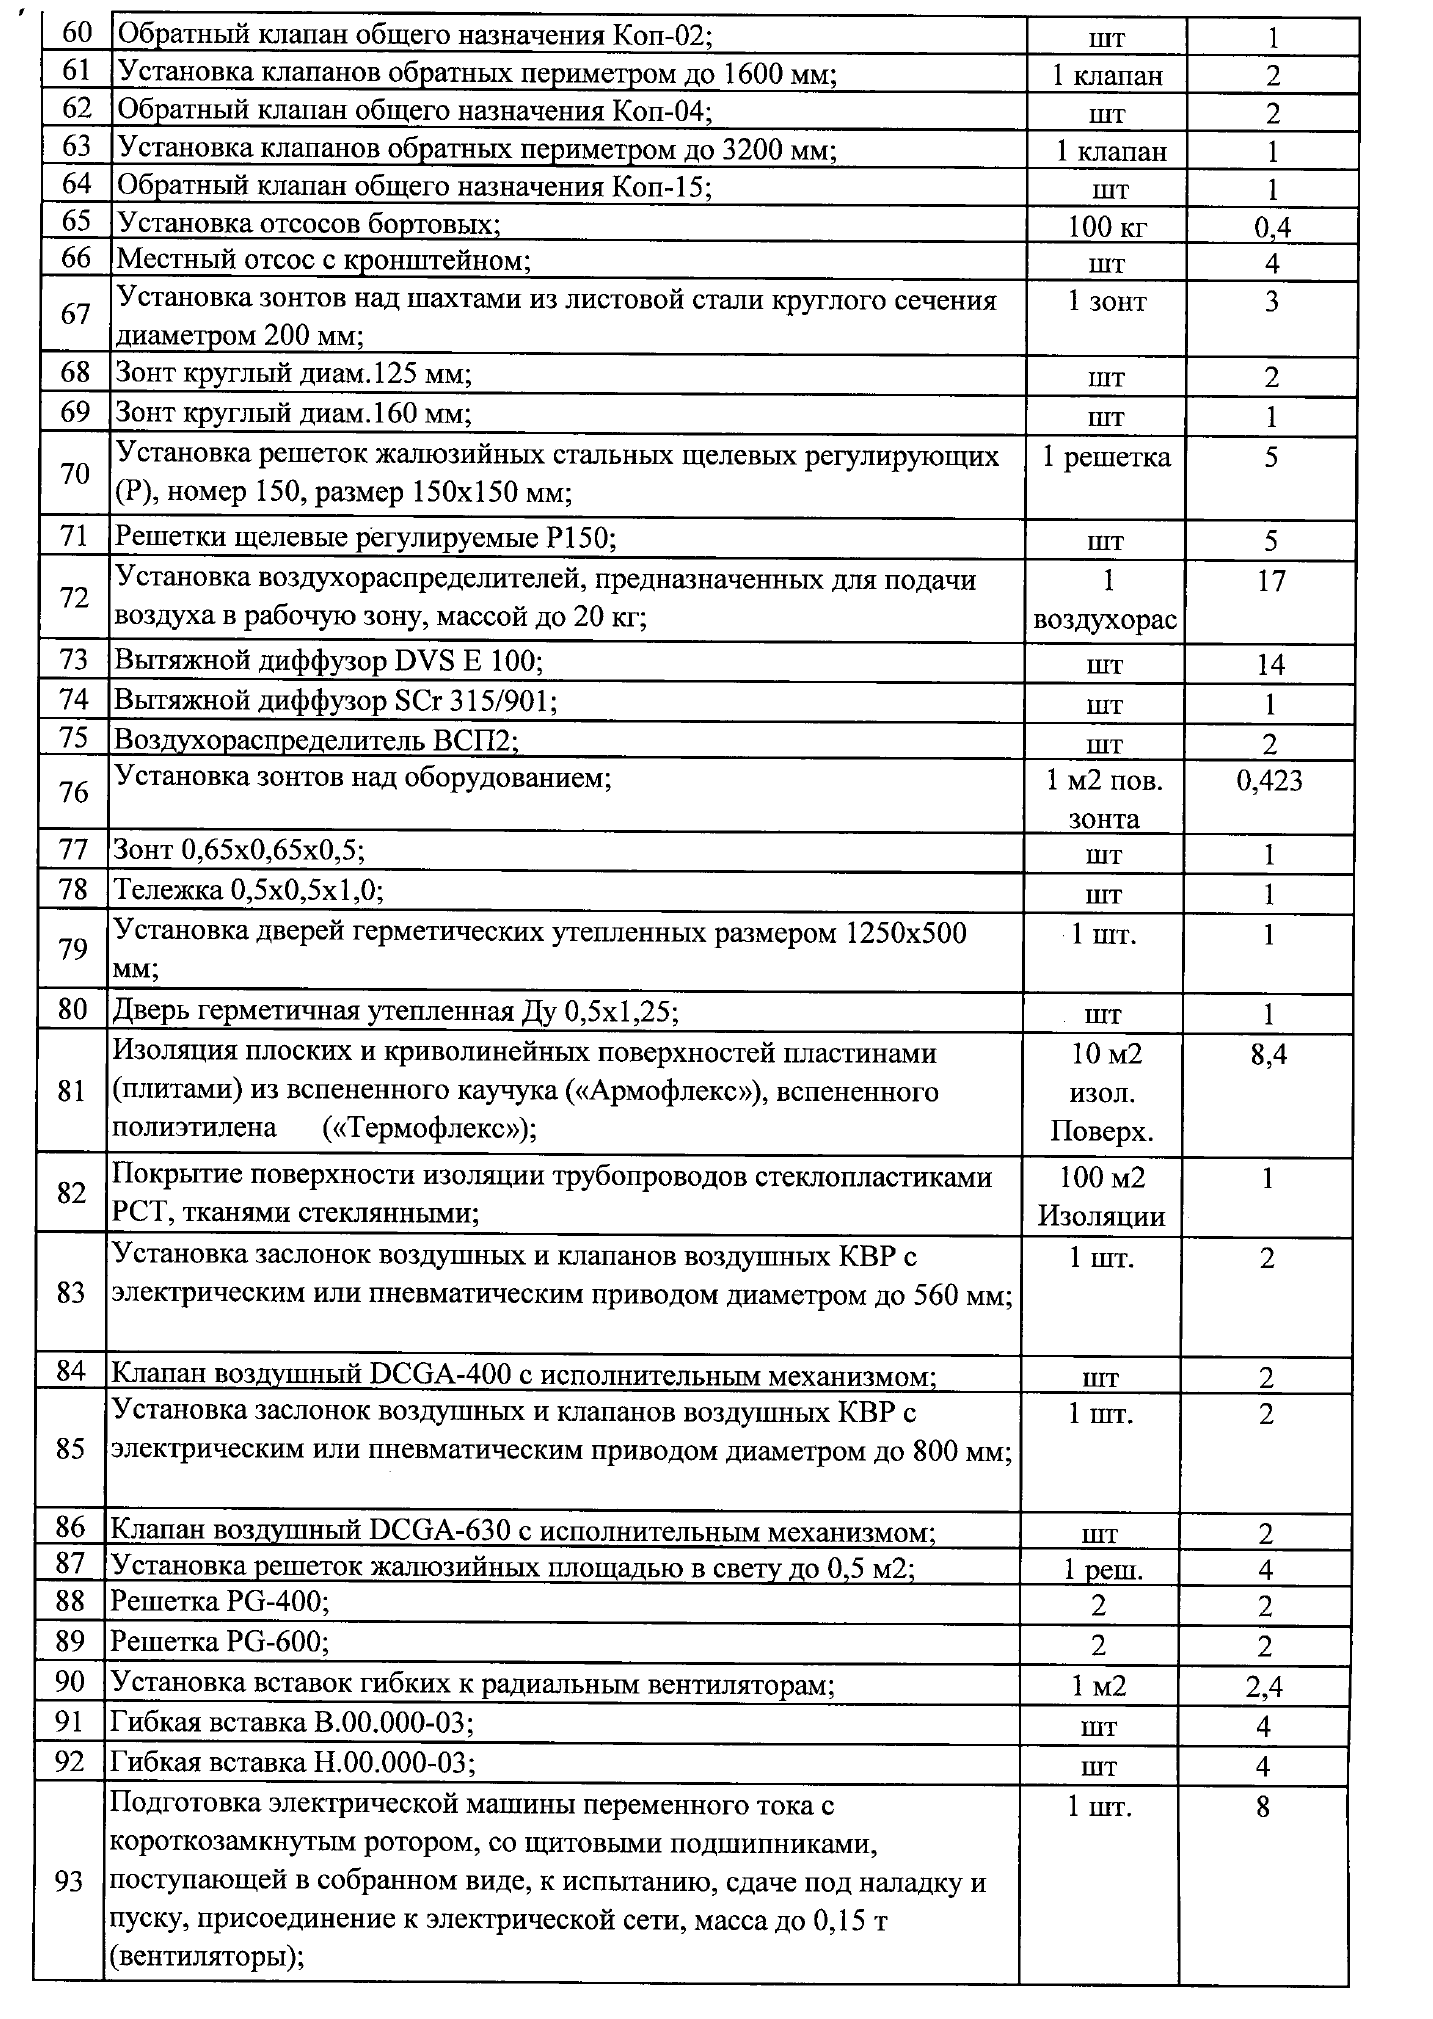 60 Обратный клапан общего назначения Коп-02; шт 1
61 Установка клапанов обратных периметром до 1600 мм; 1 клапан 2
62 Обратный клапан общего назначения Коп-04; шт 2
63 Установка клапанов обратных периметром до 3200 мм; 1 клапан 1
64 Обратный клапан общего назначения Коп-15; шт 1
65 Установка отсосов бортовых; 100 кг 0,4
66 Местный отсос с кронштейном; шт 4
67 Установка зонтов над шахтами из листовой стали круглого сечения 1 зонт 3
диаметром 200 мм;
68 Зонт круглый диам.125 мм; шт 2
69 Зонт круглый диам.160 мм; шт 1
70 Установка решеток жалюзийных стальных щелевых регулирующих 1 решетка 5
(Р), номер 150, размер 150х150 мм;
71 Решетки щелевые регулируемые Р150; шт 5
72 Установка воздухораспределителей, предназначенных для подачи 1 17
воздуха в рабочую зону, массой до 20 кг; воздухорас
73 Вытяжной диффузор DVS E 100; шт 14
74 Вытяжной диффузор SCr 315/901; шт 1
75 Воздухораспределитель ВСП2; шт 2
76 Установка зонтов над оборудованием; 1 м2 пов. 0,423
зонта
77 Зонт 0,65х0,65х0,5; шт 1
78 Тележка 0,5х0,5х1,0; шт 1
79 Установка дверей герметических утепленных размером 1250х500 1 шт. 1
мм;
80 Дверь герметичная утепленная Ду 0,5х1,25; шт 1
81 Изоляция плоских и криволинейных поверхностей пластинами 10 м2 8,4
(плитами) из вспененного каучука («Армофлекс»), вспененного изол.
полиэтилена («Термофлекс»); Поверх.
82 Покрытие поверхности изоляции трубопроводов стеклопластиками 100 м2 1
РСТ, тканями стеклянными; Изоляции
83 Установка заслонок воздушных и клапанов воздушных КВР с 1 шт. 2
электрическим или пневматическим приводом диаметром до 560 мм;
84 Клапан воздушный DCGA-400 с исполнительным механизмом; шт 2
85 Установка заслонок воздушных и клапанов воздушных КВР с 1 шт. 2
электрическим или пневматическим приводом диаметром до 800 мм;
86 Клапан воздушный DCGA-630 с исполнительным механизмом; шт 2
87 Установка решеток жалюзийных площадью в свету до 0,5 м2; 1 реш. 4
88 Решетка PG-400; 2 2
89 Решетка PG-600; 2 2
90 Установка вставок гибких к радиальным вентиляторам; 1 м2 2,4
91 Гибкая вставка В.00.000-03; шт 4
92 Гибкая вставка Н.00.000-03; шт 4
93 Подготовка электрической машины переменного тока с 1 шт. 8
короткозамкнутым ротором, со щитовыми подшипниками,
поступающей в собранном виде, к испытанию, сдаче под наладку и
пуску, присоединение к электрической сети, масса до 0,15 т
(вентиляторы);